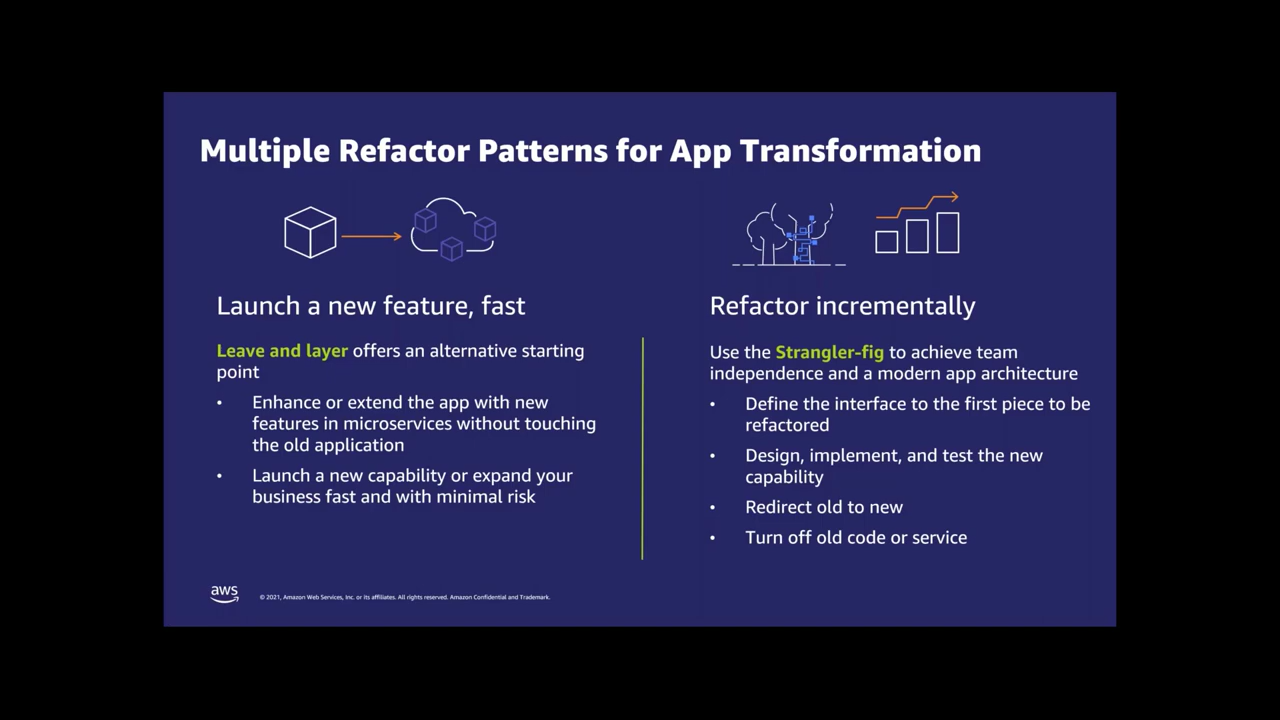 Multiple Refactor Patterns for App Transformation
Launch a new feature, fast
Leave and layer offers an alternative starting
point
• Enhance or extend the app with new
features in microservices without touching
the old application
• Launch a new capability or expand your
business fast and with minimal risk
Refactor incrementally
Use the Strangler-fig to achieve team
independence and a modern app architecture
• Define the interface to the first piece to be
refactored
• Design, implement, and test the new
capability
• Redirect old to new
• Turn off old code or service
aws
© 2021, Amazon Web Services, Inc. or its affiliates. All rights reserved. Amazon Confidential and Trademark.